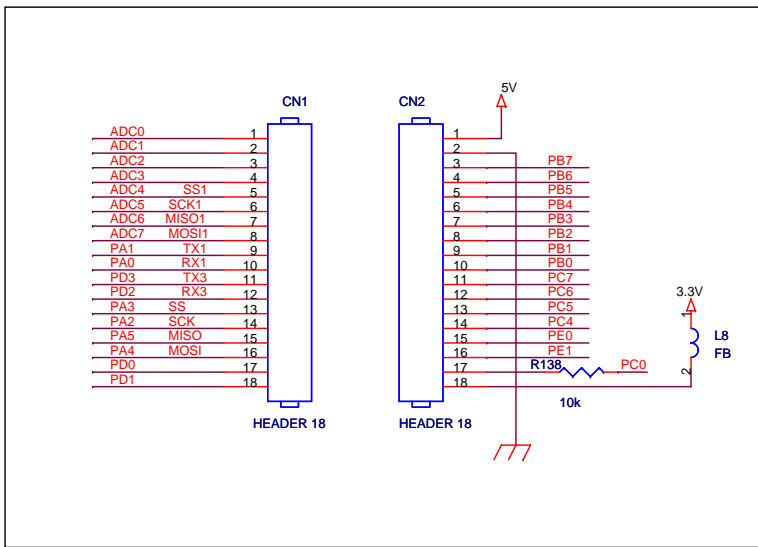 5V
CN1
CN2
ADC0 1
ADC1 2
ADC2 3
ADC3 4
ADC4 SS1 5
ADC5 SCK1 6
ADC6 MISO1 7
ADC7 MOSI1 8
PA1 TX1 9
PA0 RX1 10
PD3 TX3 11
PD2 RX3 12
PA3 SS 13
PA2 SCK 14
PA5 MISO 15
PA4 MOSI 16
PD0 17
PD1 18
HEADER 18
1
2
3 PB7
4 PB6
5 PB5
6 PB4
7 PB3
8 PB2
9 PB1
10 PB0
11 PC7
12 PC6
13 PC5
14 PC4
15 PE0
16 PE1
17 R138 PC0
18
10k
HEADER 18
3.3V
1
L8
FB
2